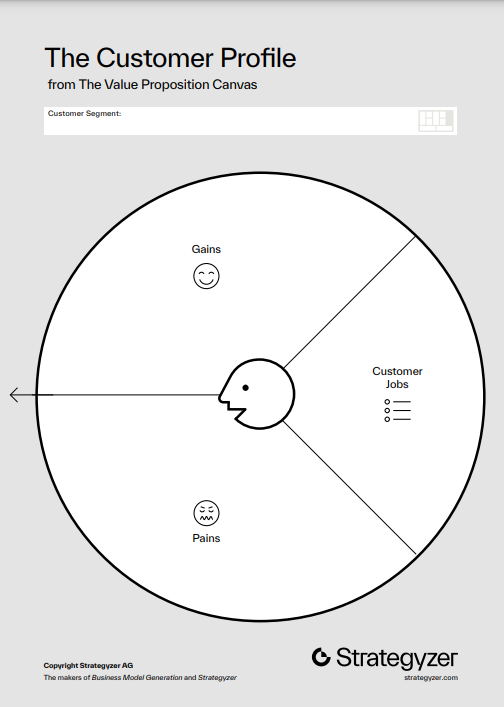 The Customer Profile
from The Value Proposition Canvas
Customer Segment:
Gains
Customer
Jobs
Pains
Strategyzer
Copyright Strategyzer AG
The makers of Business Model Generation and Strategyzer
strategyzer.com